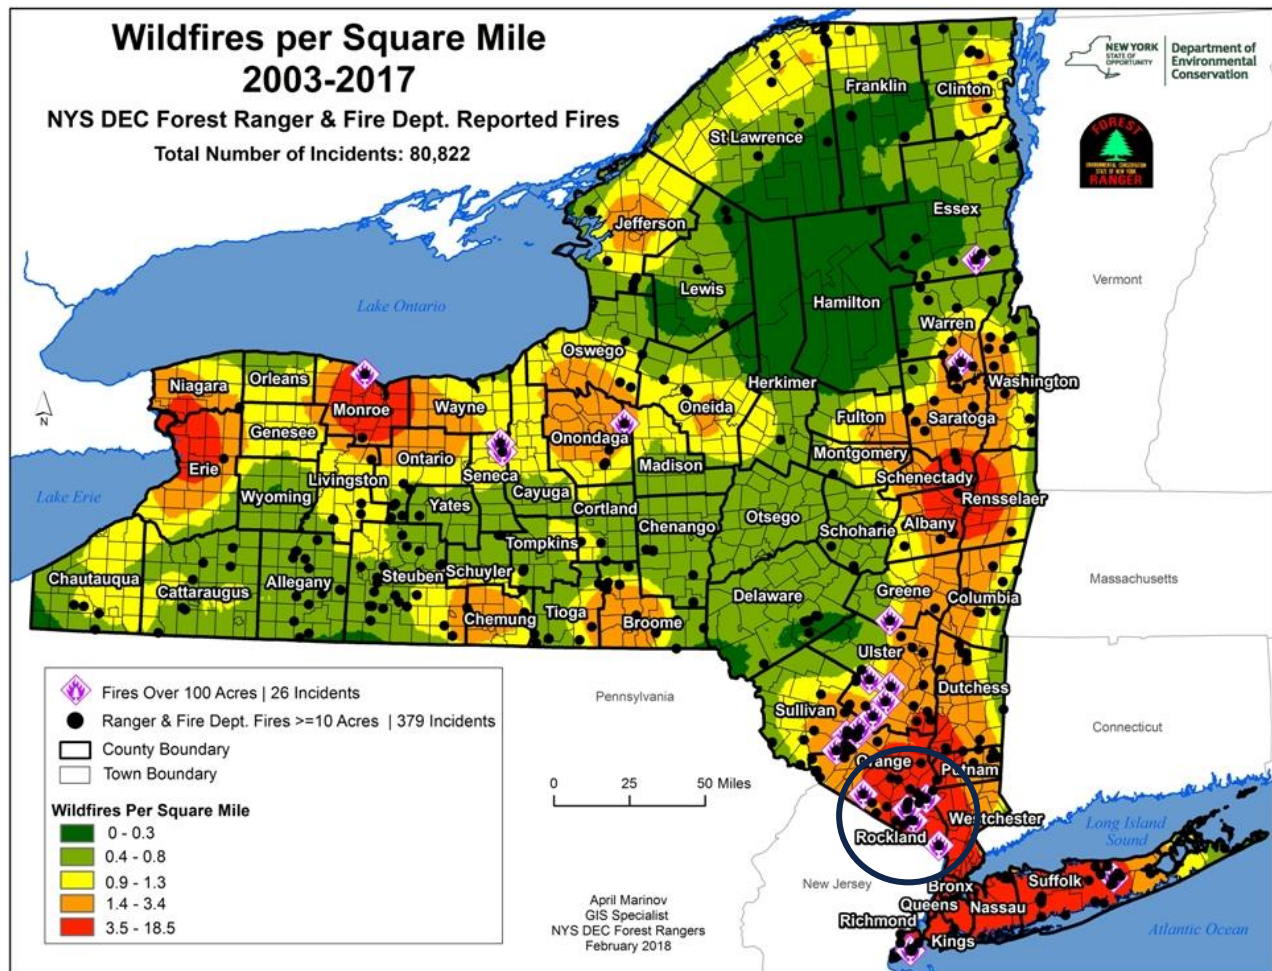 Wildfires per Square Mile
2003-2017
NYS DEC Forest Ranger & Fire Dept. Reported Fires
Total Number of Incidents: 80,822
NEW YORK
STATE OF
OPPORTUNITY
Department of
Environmental
Conservation
FOREST
ENVIRONMENTAL CONSERVATION
STATE OF NEW YORK
RANGER
Franklin
Clinton
St Lawrence
Essex
Jefferson
Vermont
Lewis
Hamilton
Lake Ontario
Warren
Oswego
Herkimer
Washington
Niagara
Orleans
Monroe
Wayne
Oneida
Fulton
Saratoga
N
Genesee
Onondaga
Montgomery
Erie
Ontario
Seneca
Madison
Schenectady
Livingston
Lake Erie
Wyoming
Cayuga
Rensselaer
Yates
Cortland
Chenango
Otsego
Schoharie
Albany
Tompkins
Chautauqua
Cattaraugus
Allegany
Steuben
Schuyler
Massachusetts
Chemung
Tioga
Broome
Delaware
Greene
Columbia
Ulster
Pennsylvania
Dutchess
Sullivan
Connecticut
Orange
Putnam
Westchester
Rockland
Long Island
Sound
New Jersey
Bronx
Suffolk
Queens
Nassau
Richmond
Kings
Atlantic Ocean
Fires Over 100 Acres | 26 Incidents
Ranger & Fire Dept. Fires >=10 Acres | 379 Incidents
County Boundary
Town Boundary
Wildfires Per Square Mile
0 - 0.3
0.4 - 0.8
0.9 - 1.3
1.4 - 3.4
3.5 - 18.5
0 25 50 Miles
April Marinov
GIS Specialist
NYS DEC Forest Rangers
February 2018